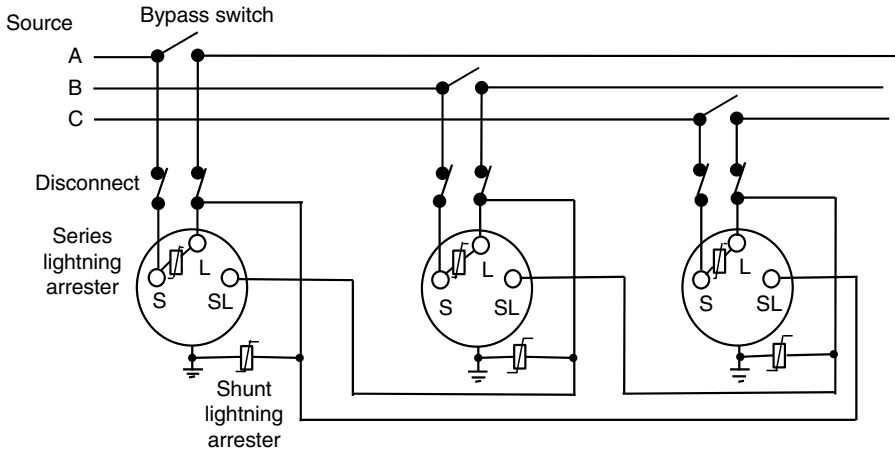 Source
Bypass switch
A
B
C
Disconnect
Series
lightning
arrester
L
S
SL
L
S
SL
L
S
SL
Shunt
lightning
arrester